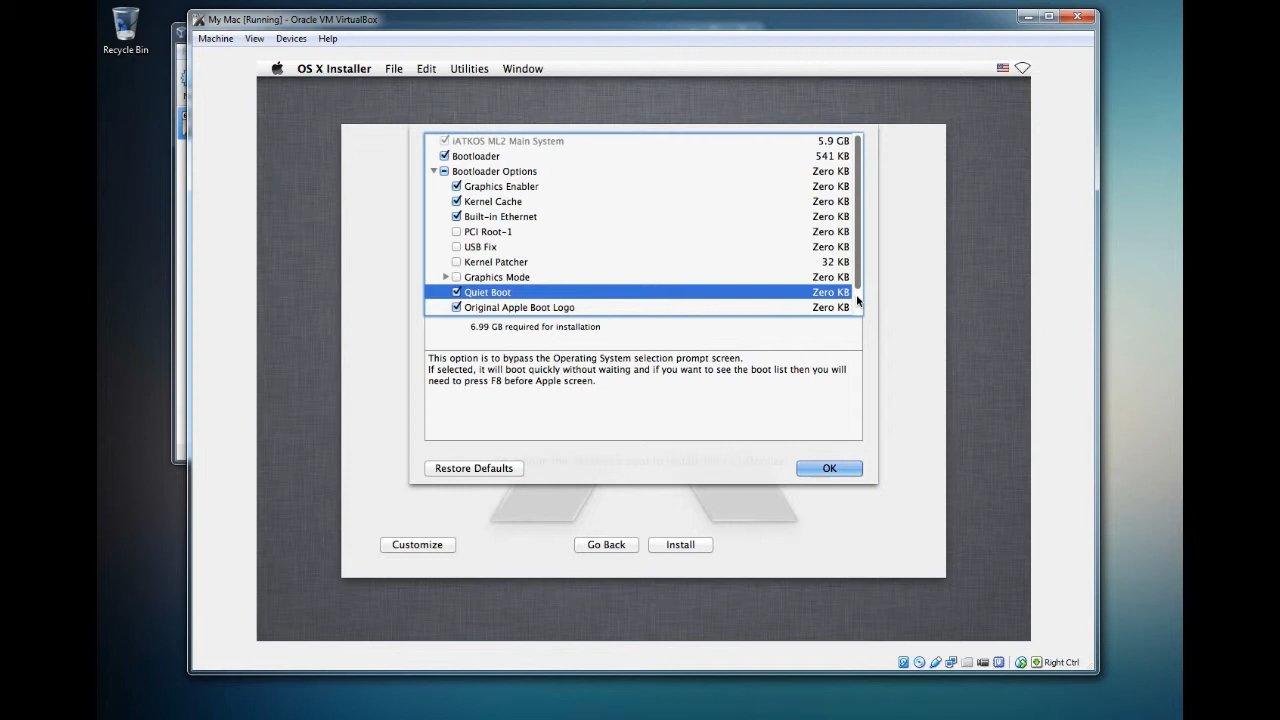 My Mac [Running] - Oracle VM VirtualBox
Recycle Bin
Machine View Devices Help
OS X Installer File Edit Utilities Window
iATKOS ML2 Main System 5.9 GB
Bootloader 541 KB
Bootloader Options Zero KB
Graphics Enabler Zero KB
Kernel Cache Zero KB
Built-in Ethernet Zero KB
PCI Root-1 Zero KB
USB Fix Zero KB
Kernel Patcher 32 KB
Graphics Mode Zero KB
Quiet Boot Zero KB
Original Apple Boot Logo Zero KB
6.99 GB required for installation
This option is to bypass the Operating System selection prompt screen.
If selected, it will boot quickly without waiting and if you want to see the boot list then you will
need to press F8 before Apple screen.
Restore Defaults OK
Customize Go Back Install
Right Ctrl